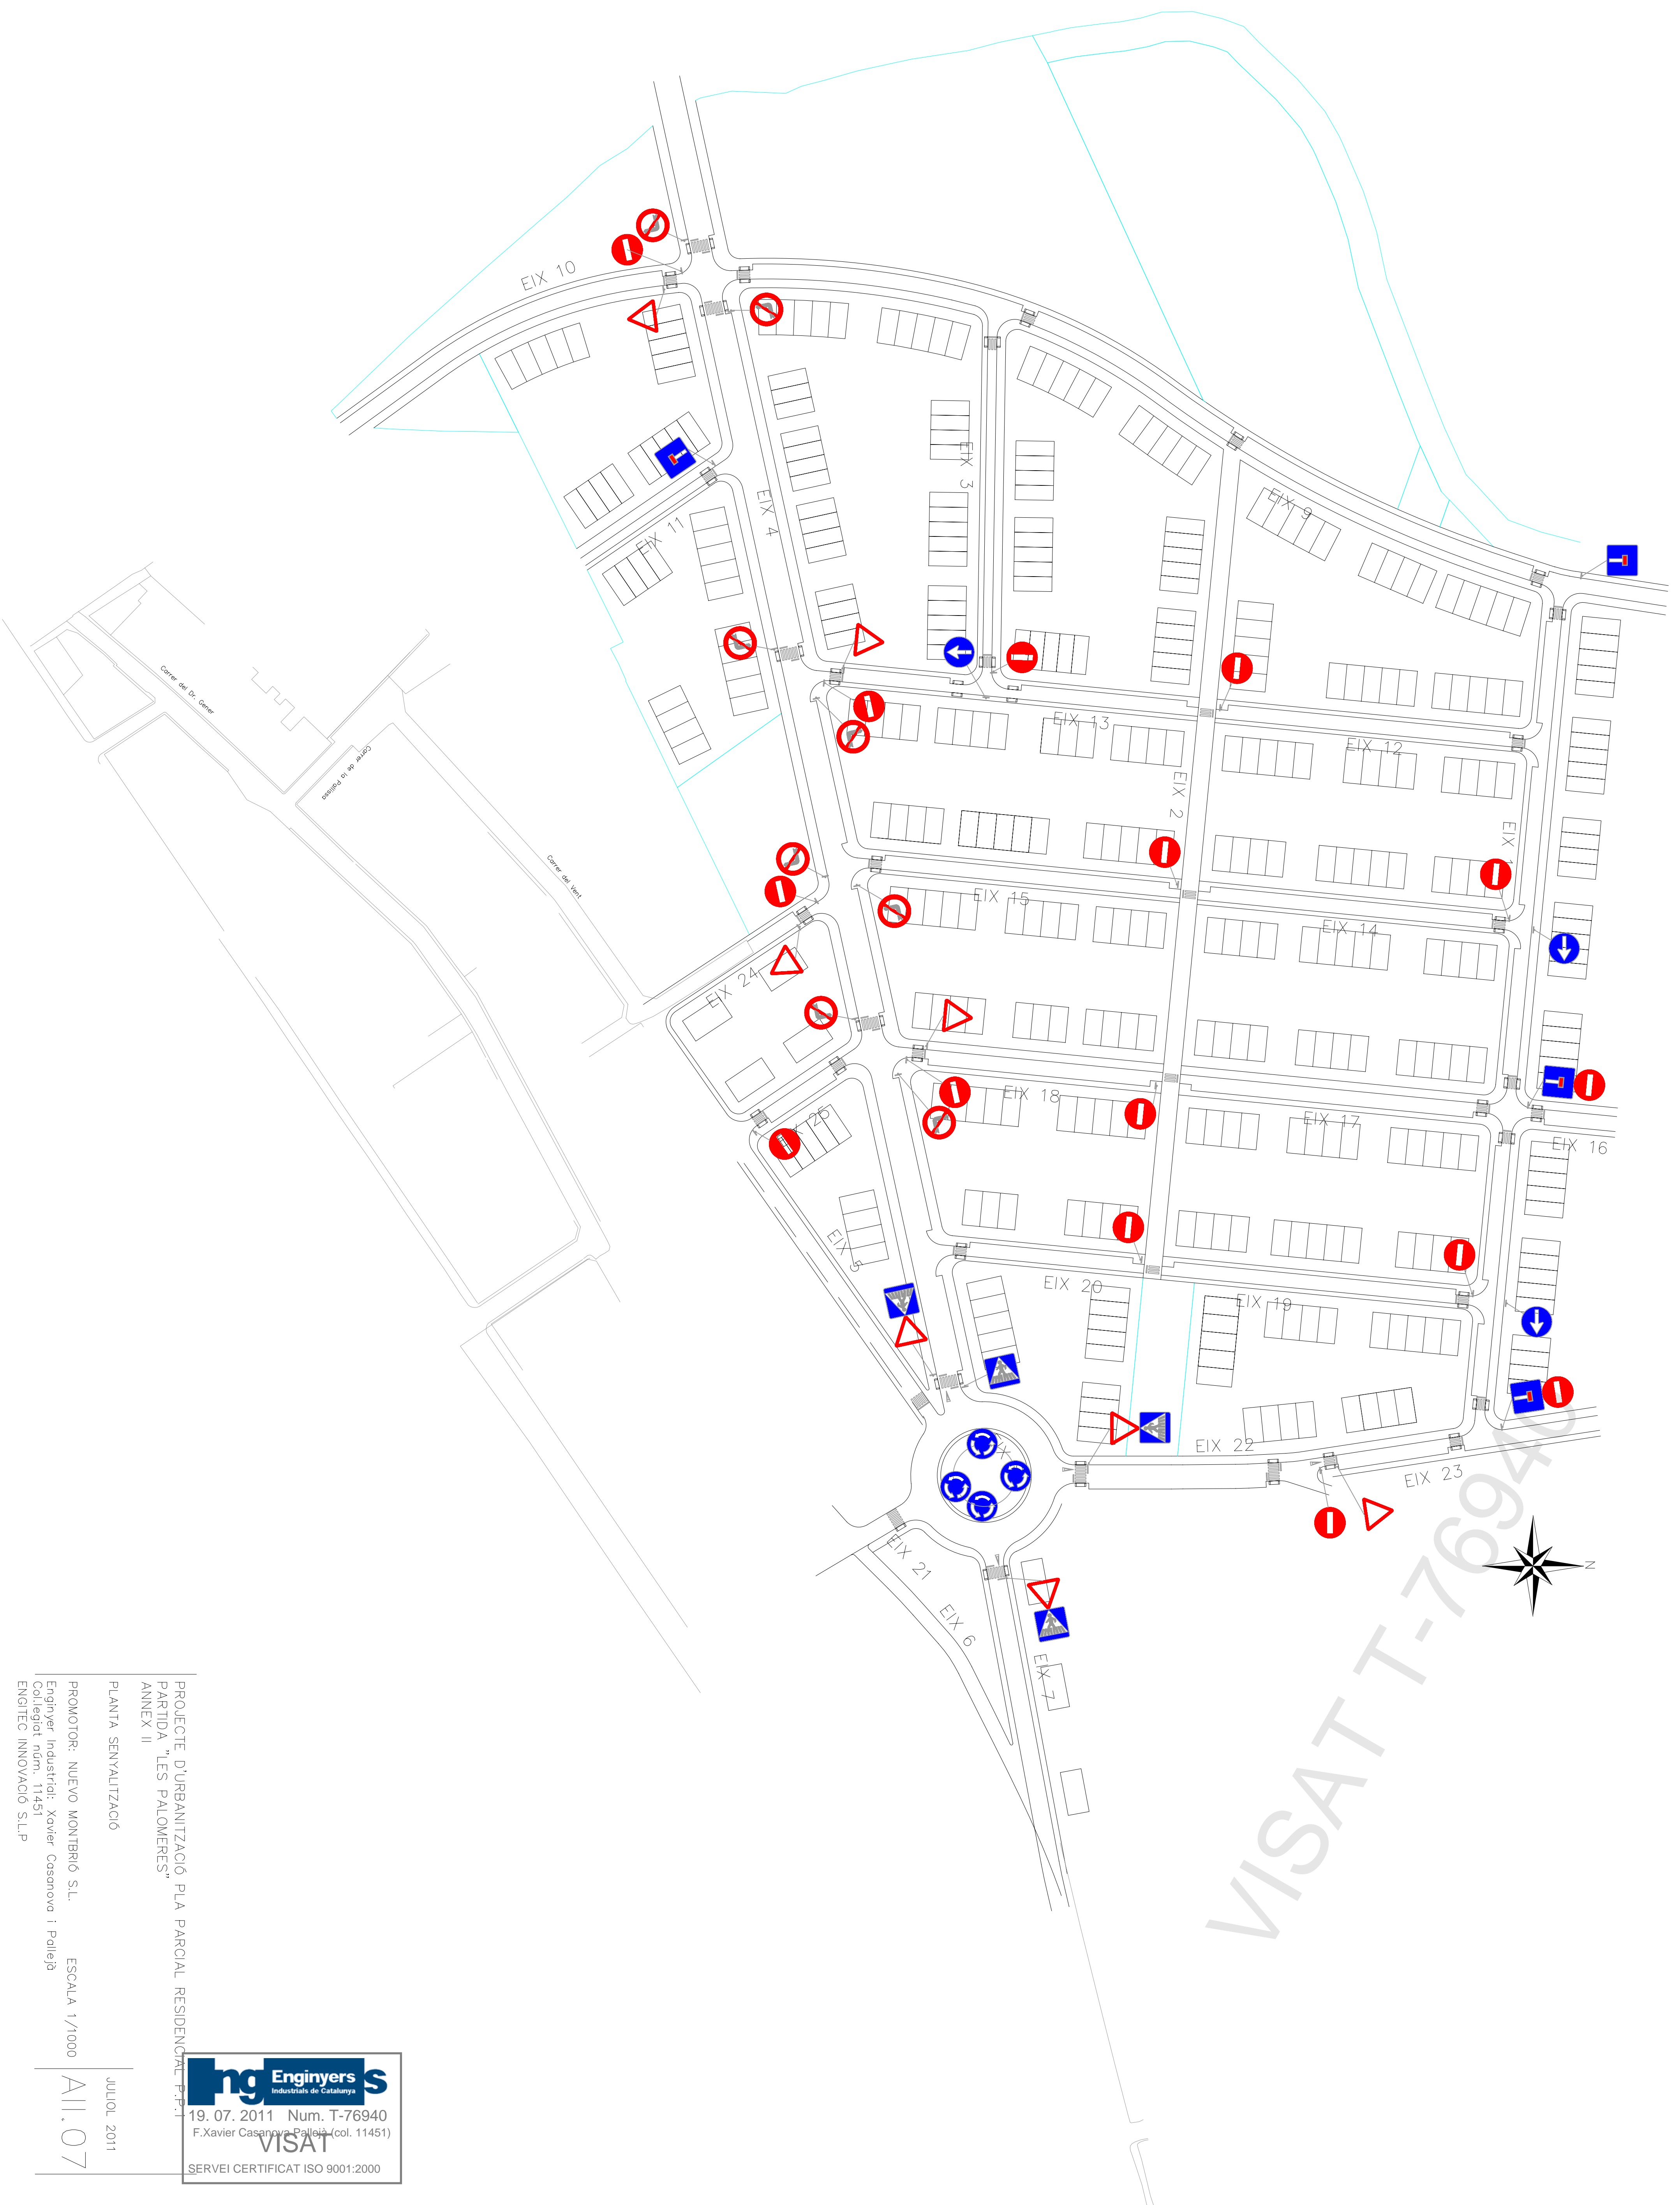 EIX 10
EIX 11
EIX 4
EIX 3
EIX 9
EIX 13
EIX 12
EIX 2
EIX 1
EIX 15
EIX 14
EIX 24
EIX 18
EIX 17
EIX 16
EIX 25
EIX 5
EIX 20
EIX 19
EIX 22
EIX 23
EIX
EIX 21
EIX 6
EIX 7
Carrer del Dr. Gener
Carrer de la Pallissa
Carrer del Vent
N
VISAT T-76940
PROJECTE D'URBANITZACIÓ PLA PARCIAL RESIDENCIAL P.P.1
PARTIDA "LES PALOMERES"
ANNEX II
PLANTA SENYALITZACIÓ
JULIOL 2011
PROMOTOR: NUEVO MONTBRIÓ S.L.
ESCALA 1/1000
Enginyer Industrial: Xavier Casanova i Pallejà
Col.legiat núm. 11451
ENGITEC INNOVACIÓ S.L.P
AII.07
Enginyers
Industrials de Catalunya
19. 07. 2011 Num. T-76940
F.Xavier Casanova Pallejà (col. 11451)
VISAT
SERVEI CERTIFICAT ISO 9001:2000